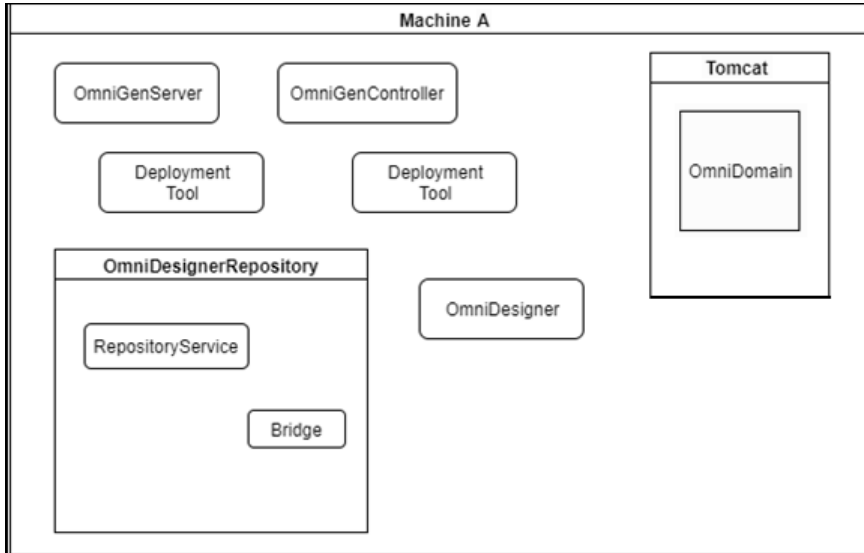 Machine A
OmniGenServer
OmniGenController
Tomcat
OmniDomain
Deployment
Tool
Deployment
Tool
OmniDesignerRepository
RepositoryService
Bridge
OmniDesigner